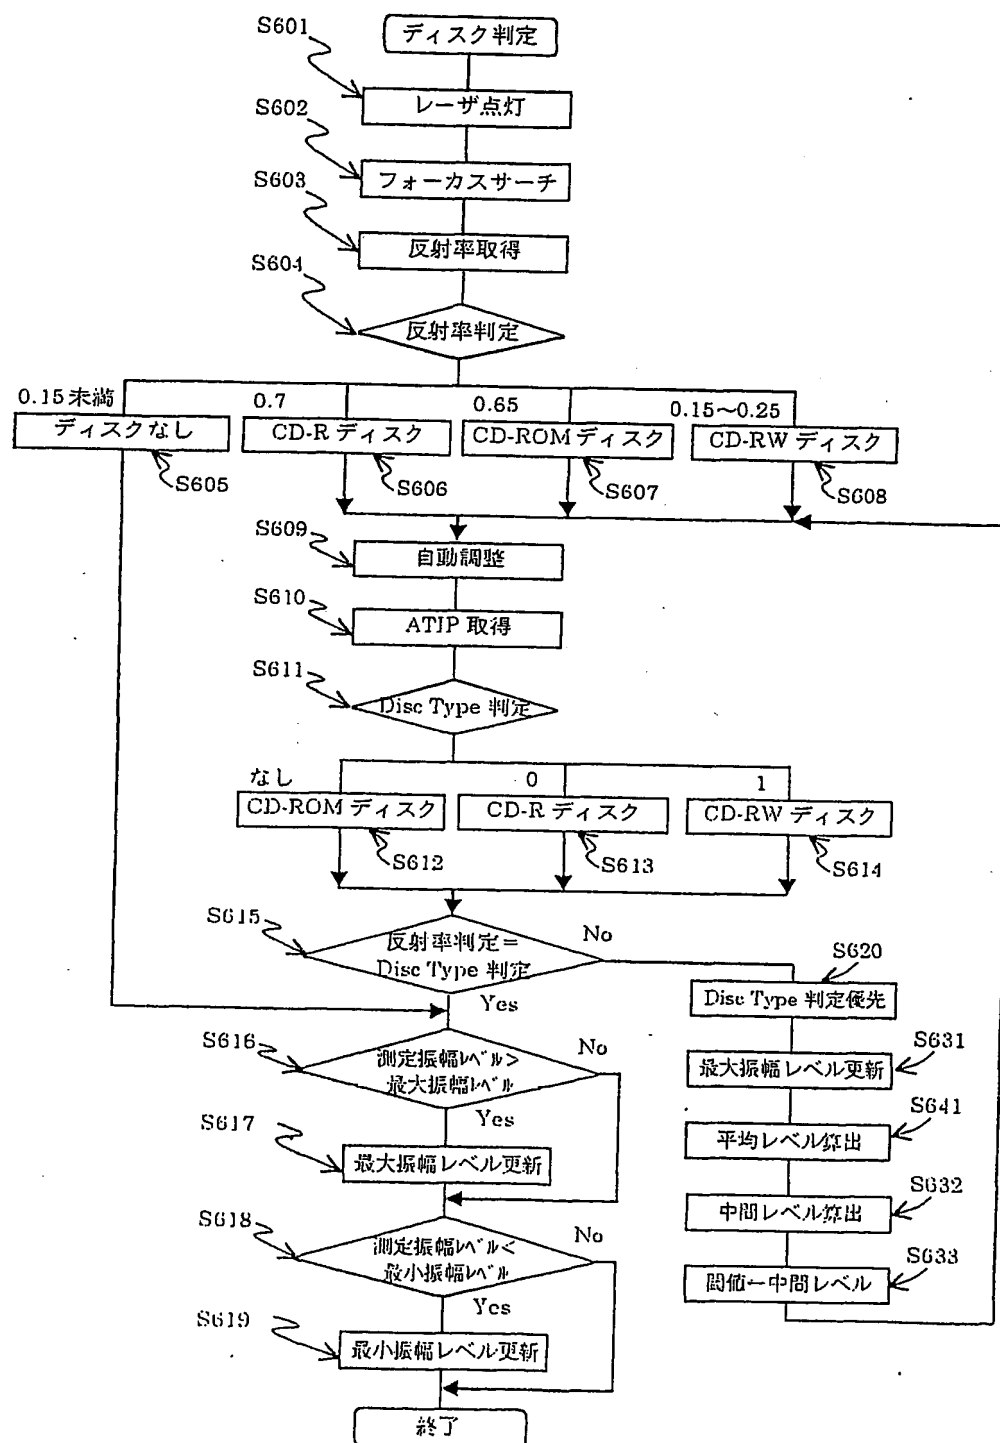 ディスク判定
S601
レーザ点灯
S602
フォーカスサーチ
S603
反射率取得
S604
反射率判定
0.15未満
0.7
0.65
0.15～0.25
ディスクなし
CD-R ディスク
CD-ROM ディスク
CD-RW ディスク
S605
S606
S607
S608
S609
自動調整
S610
ATIP 取得
S611
Disc Type 判定
なし
0
1
CD-ROM ディスク
CD-R ディスク
CD-RW ディスク
S612
S613
S614
S615
反射率判定＝
Disc Type 判定
No
Yes
S620
Disc Type 判定優先
S616
測定振幅レベル＞
最大振幅レベル
No
Yes
S631
最大振幅レベル更新
S617
最大振幅レベル更新
S641
平均レベル算出
S618
測定振幅レベル＜
最小振幅レベル
No
Yes
S632
中間レベル算出
S633
閾値←中間レベル
S619
最小振幅レベル更新
終了